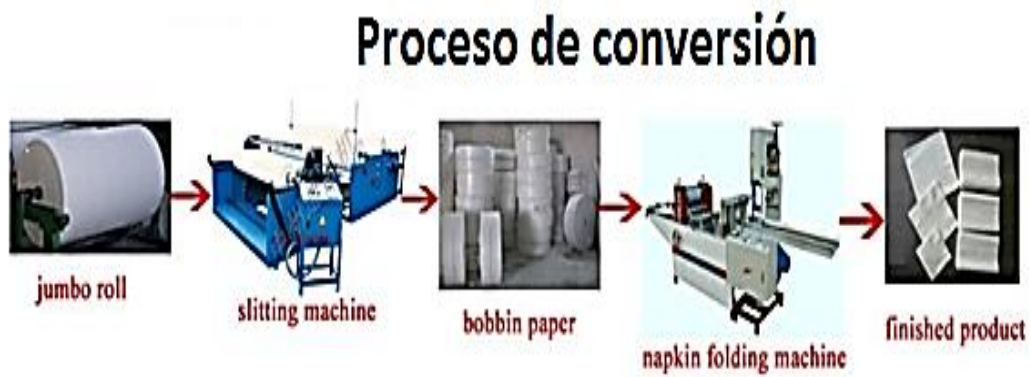 Proceso de conversión
jumbo roll
slitting machine
bobbin paper
napkin folding machine
finished product